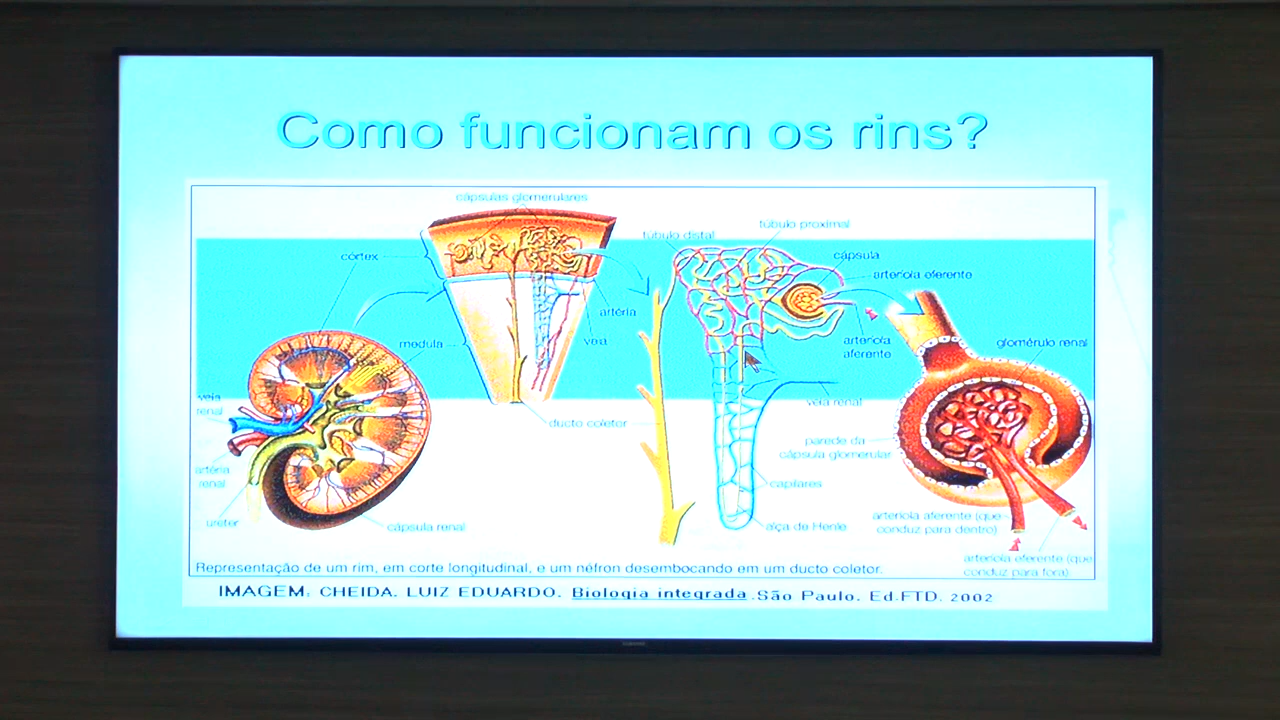 Como funcionam os rins?
cápsulas glomerulares
córtex
medula
artéria
veia
ducto coletor
veia
renal
artéria
renal
ureter
cápsula renal
túbulo distal
túbulo proximal
cápsula
arteríola eferente
arteríola
aferente
veia renal
capilares
alça de Henle
glomérulo renal
parede da
cápsula glomerular
arteríola aferente (que
conduz para dentro)
arteríola eferente (que
conduz para fora)
Representação de um rim, em corte longitudinal, e um néfron desembocando em um ducto coletor.
IMAGEM: CHEIDA. LUIZ EDUARDO. Biologia integrada .São Paulo. Ed.FTD. 2002